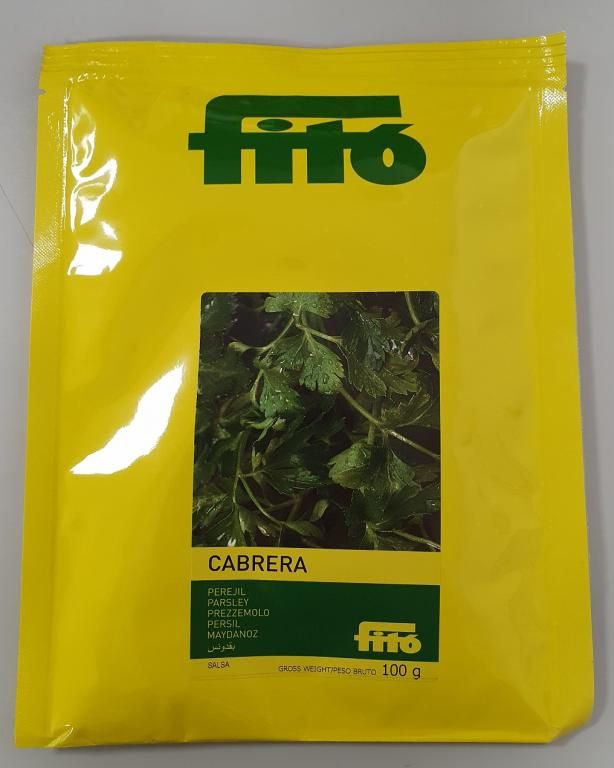 fitó
CABRERA
PEREJIL
PARSLEY
PREZZEMOLO
PERSIL
MAYDANOZ
بقدونس
fitó
SALSA
GROSS WEIGHT/PESO BRUTO 100 g